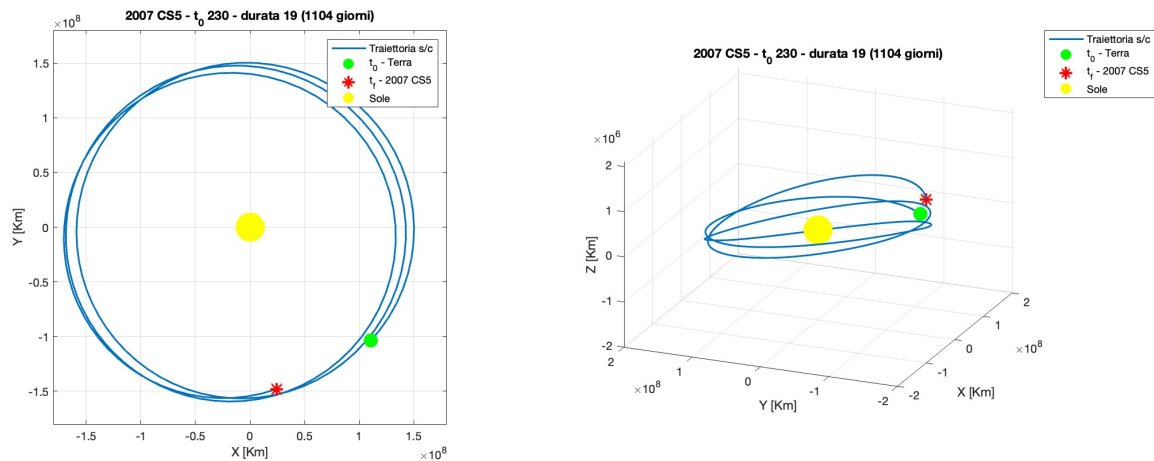 2007 CS5 - t0 230 - durata 19 (1104 giorni)
×10^8
Traiettoria s/c
t0 - Terra
tf - 2007 CS5
Sole
1.5
1
0.5
0
-0.5
-1
-1.5
Y [Km]
-1.5
-1
-0.5
0
0.5
1
1.5
X [Km]
×10^8
2007 CS5 - t0 230 - durata 19 (1104 giorni)
Traiettoria s/c
t0 - Terra
tf - 2007 CS5
Sole
×10^6
2
1
0
-1
-2
Z [Km]
2
1
0
-1
-2
×10^8
Y [Km]
-2
-1
0
1
2
×10^8
X [Km]